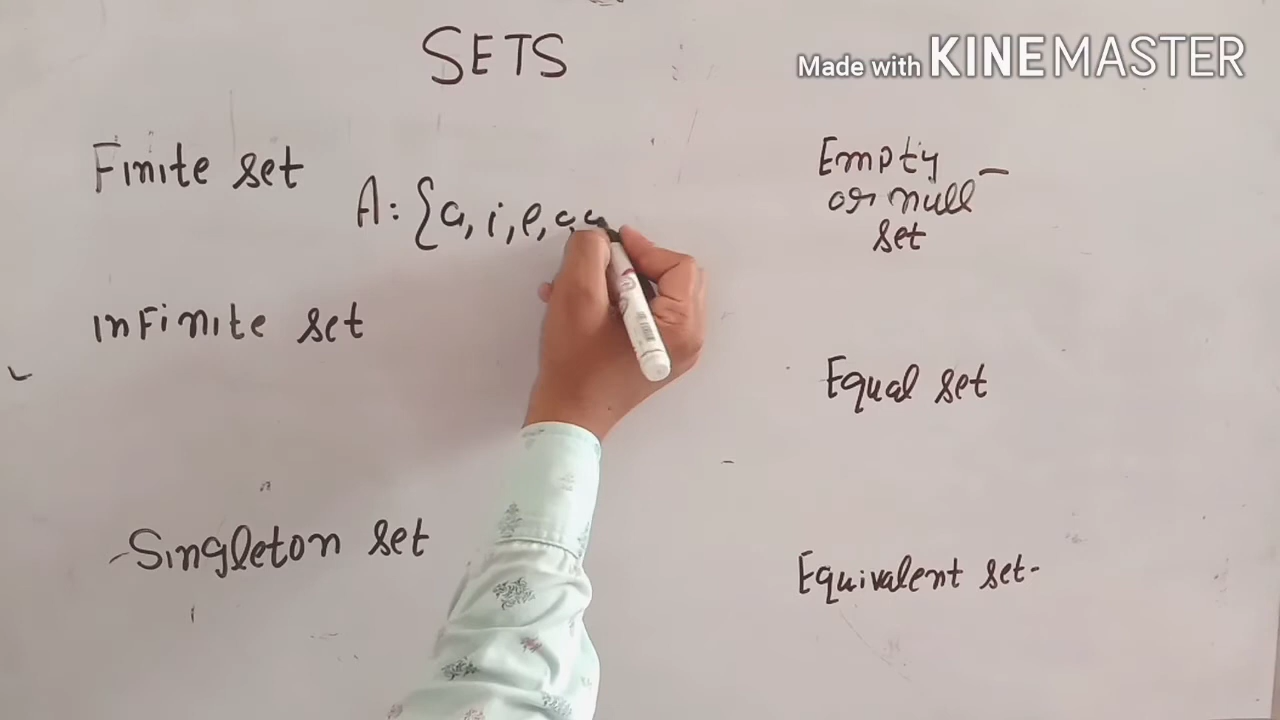 SETS
Made with KINEMASTER
Finite set
A: {a, i, e, o,
Infinite set
Singleton set
Empty
or null
set
Equal set
Equivalent set